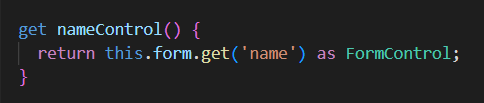 get nameControl() {
  return this.form.get('name') as FormControl;
}